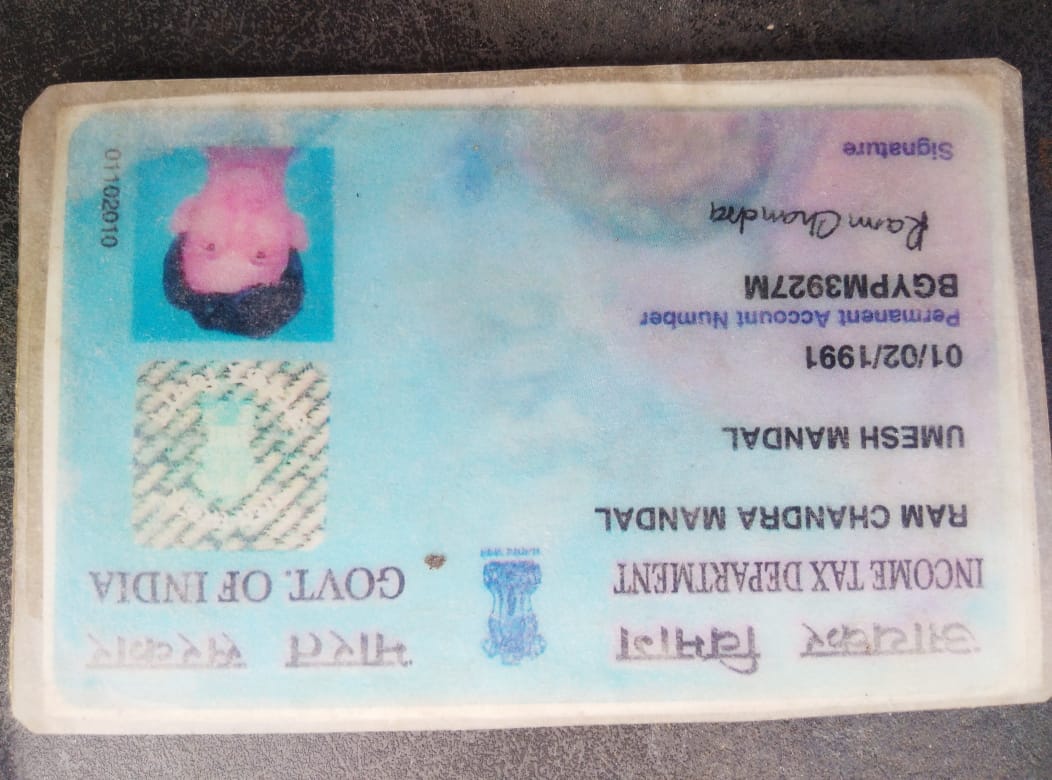 आयकर विभाग
भारत सरकार
INCOME TAX DEPARTMENT
GOVT. OF INDIA
RAM CHANDRA MANDAL
UMESH MANDAL
01/02/1991
Permanent Account Number
BGYPM3927M
Ram Chandra
Signature
01102010